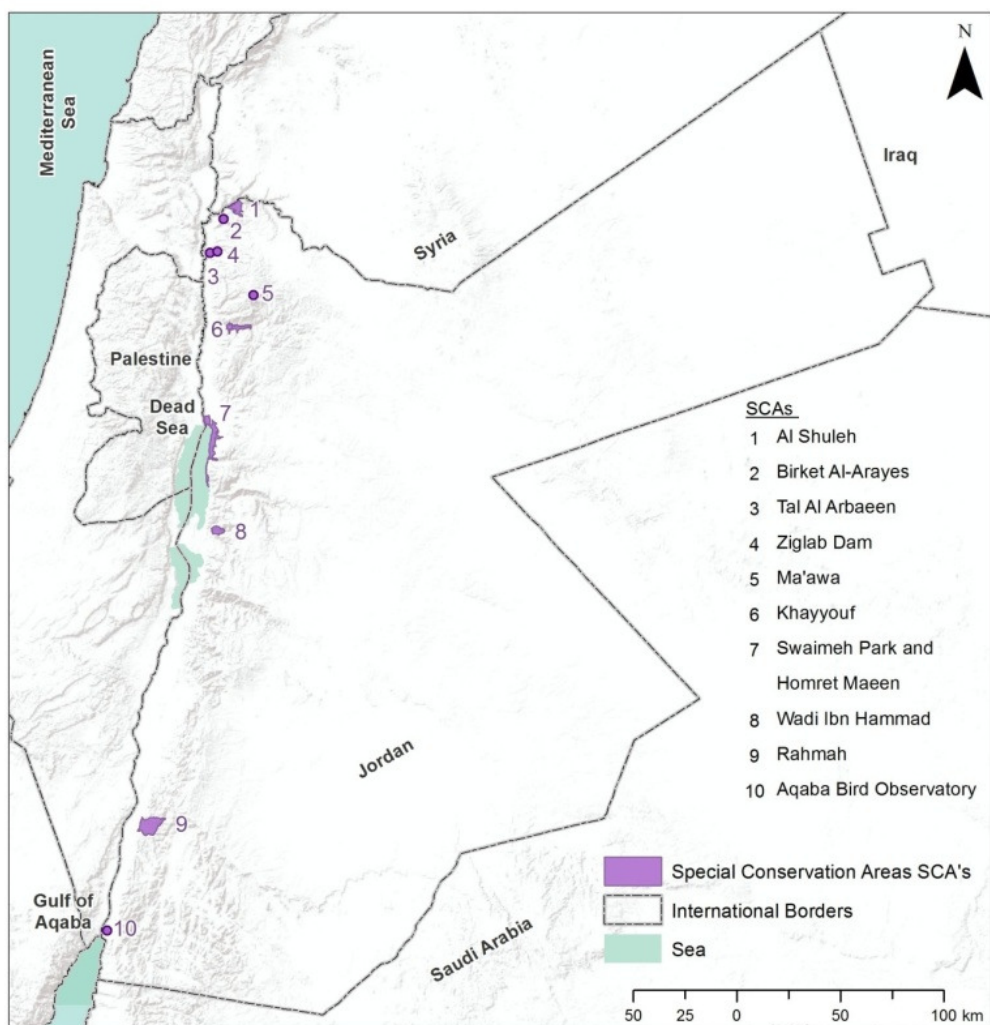 N
Mediterranean
Sea
Iraq
1
2
Syria
4
3
5
6
Palestine
Dead
Sea
7
8
SCAs
1 Al Shuleh
2 Birket Al-Arayes
3 Tal Al Arbaeen
4 Ziglab Dam
5 Ma'awa
6 Khayyouf
7 Swaimeh Park and
Homret Maeen
8 Wadi Ibn Hammad
9 Rahmah
10 Aqaba Bird Observatory
Jordan
9
Gulf of
Aqaba
10
Saudi Arabia
Special Conservation Areas SCA's
International Borders
Sea
50 25 0 50 100 km